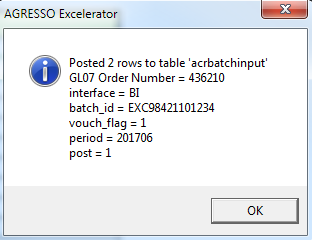 AGRESSO Excelerator
Posted 2 rows to table 'acrbatchinput'
GL07 Order Number = 436210
interface = BI
batch_id = EXC98421101234
vouch_flag = 1
period = 201706
post = 1
OK